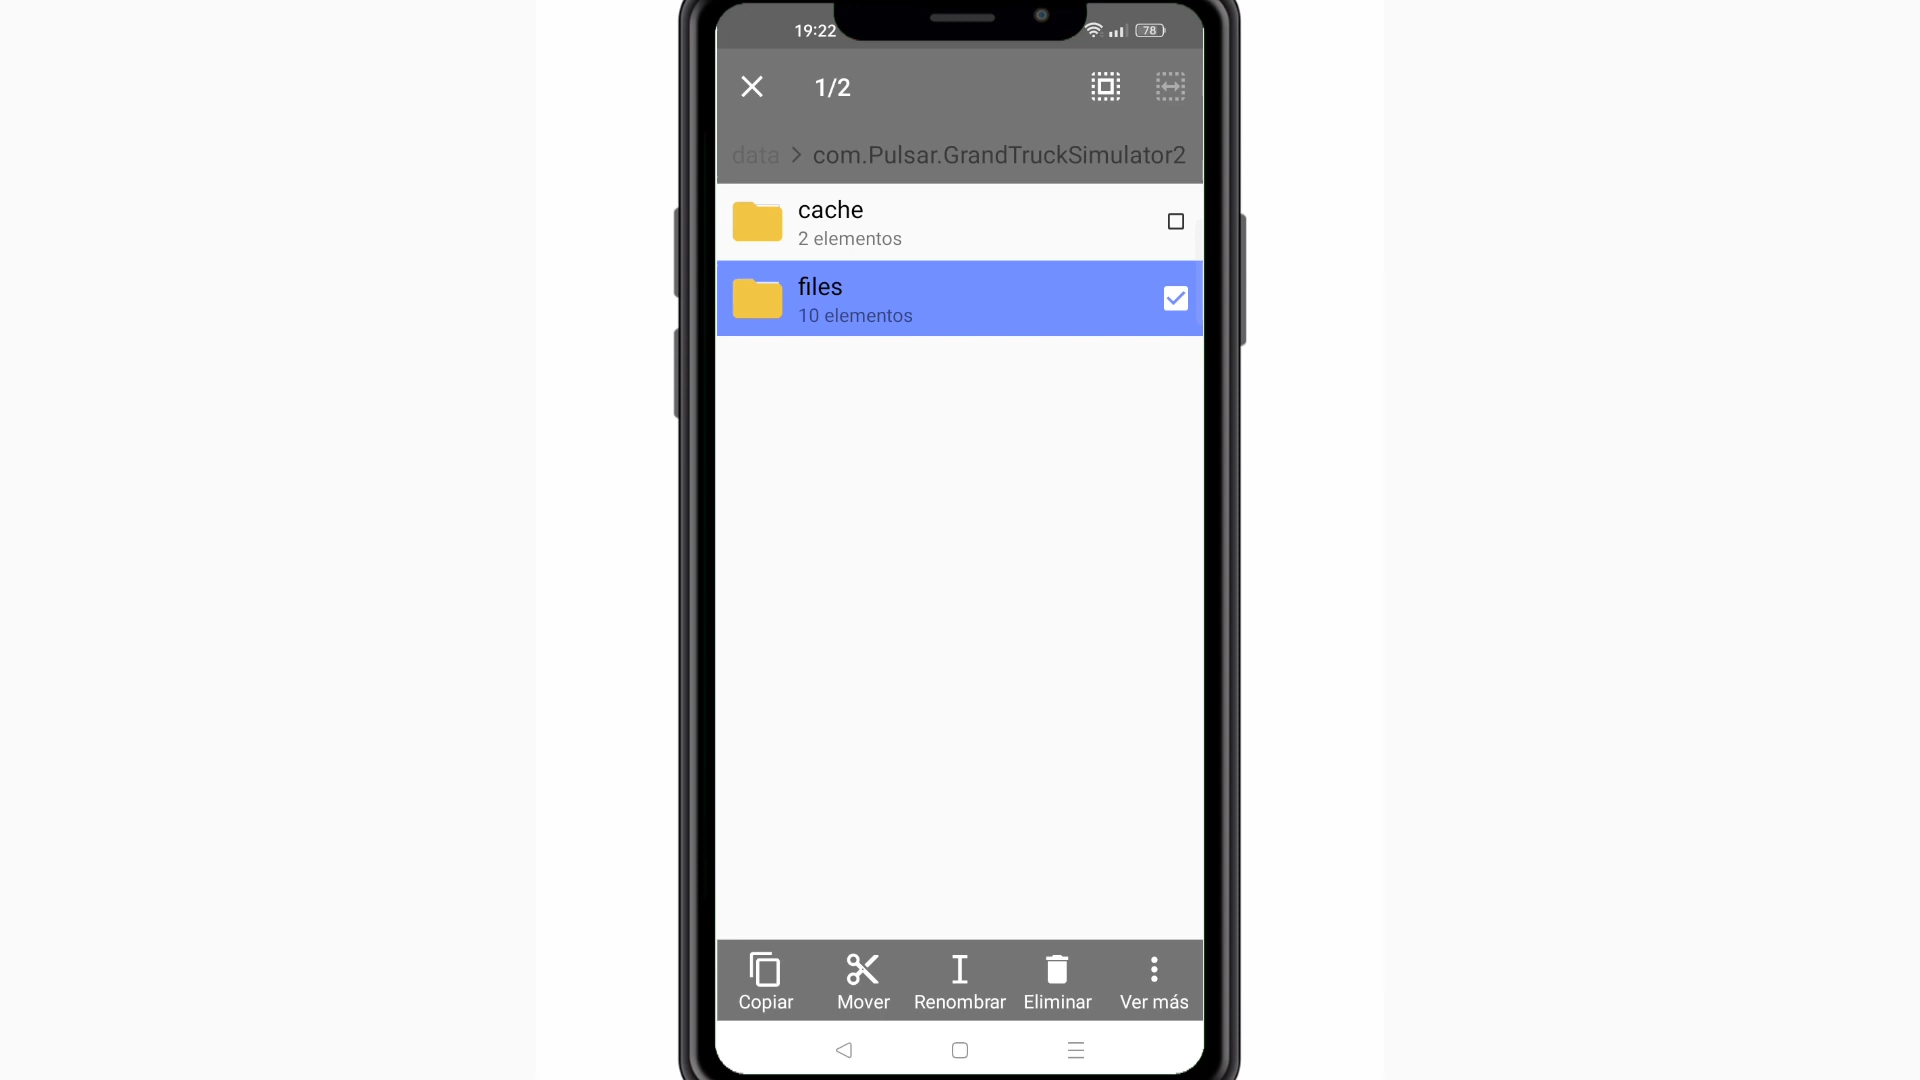 19:22
78
1/2
data > com.Pulsar.GrandTruckSimulator2
cache
2 elementos
files
10 elementos
Copiar Mover Renombrar Eliminar Ver más